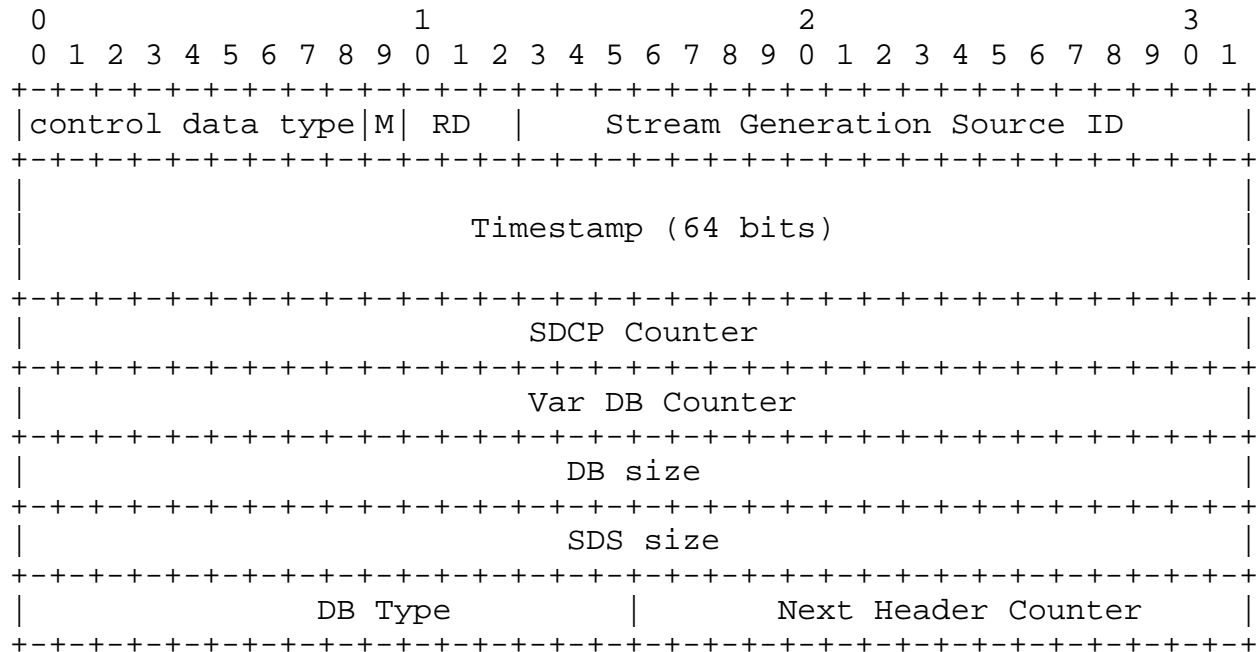 0                   1                   2                   3
 0 1 2 3 4 5 6 7 8 9 0 1 2 3 4 5 6 7 8 9 0 1 2 3 4 5 6 7 8 9 0 1
+-+-+-+-+-+-+-+-+-+-+-+-+-+-+-+-+-+-+-+-+-+-+-+-+-+-+-+-+-+-+-+-+
|control data type|M| RD  |    Stream Generation Source ID      |
+-+-+-+-+-+-+-+-+-+-+-+-+-+-+-+-+-+-+-+-+-+-+-+-+-+-+-+-+-+-+-+-+
|                                                               |
|                       Timestamp (64 bits)                     |
|                                                               |
+-+-+-+-+-+-+-+-+-+-+-+-+-+-+-+-+-+-+-+-+-+-+-+-+-+-+-+-+-+-+-+-+
|                          SDCP Counter                         |
+-+-+-+-+-+-+-+-+-+-+-+-+-+-+-+-+-+-+-+-+-+-+-+-+-+-+-+-+-+-+-+-+
|                          Var DB Counter                       |
+-+-+-+-+-+-+-+-+-+-+-+-+-+-+-+-+-+-+-+-+-+-+-+-+-+-+-+-+-+-+-+-+
|                            DB size                            |
+-+-+-+-+-+-+-+-+-+-+-+-+-+-+-+-+-+-+-+-+-+-+-+-+-+-+-+-+-+-+-+-+
|                            SDS size                           |
+-+-+-+-+-+-+-+-+-+-+-+-+-+-+-+-+-+-+-+-+-+-+-+-+-+-+-+-+-+-+-+-+
|               DB Type         |       Next Header Counter     |
+-+-+-+-+-+-+-+-+-+-+-+-+-+-+-+-+-+-+-+-+-+-+-+-+-+-+-+-+-+-+-+-+